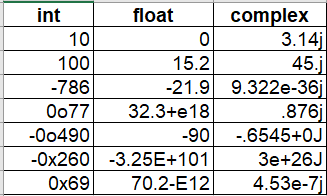 int float complex
10 0 3.14j
100 15.2 45.j
-786 -21.9 9.322e-36j
0o77 32.3+e18 .876j
-0o490 -90 -.6545+0J
-0x260 -3.25E+101 3e+26J
0x69 70.2-E12 4.53e-7j